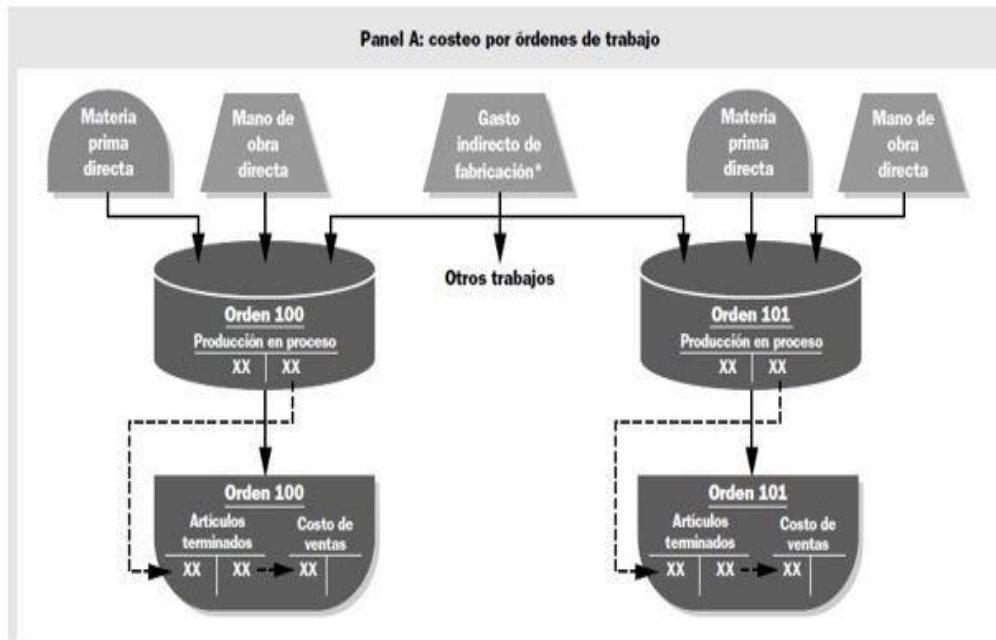 Panel A: costeo por órdenes de trabajo
Materia
prima
directa
Mano de
obra
directa
Gasto
indirecto de
fabricación*
Materia
prima
directa
Mano de
obra
directa
Otros trabajos
Orden 100
Producción en proceso
XX XX
Orden 101
Producción en proceso
XX XX
Orden 100
Artículos
terminados
Costo de
ventas
XX XX XX
Orden 101
Artículos
terminados
Costo de
ventas
XX XX XX